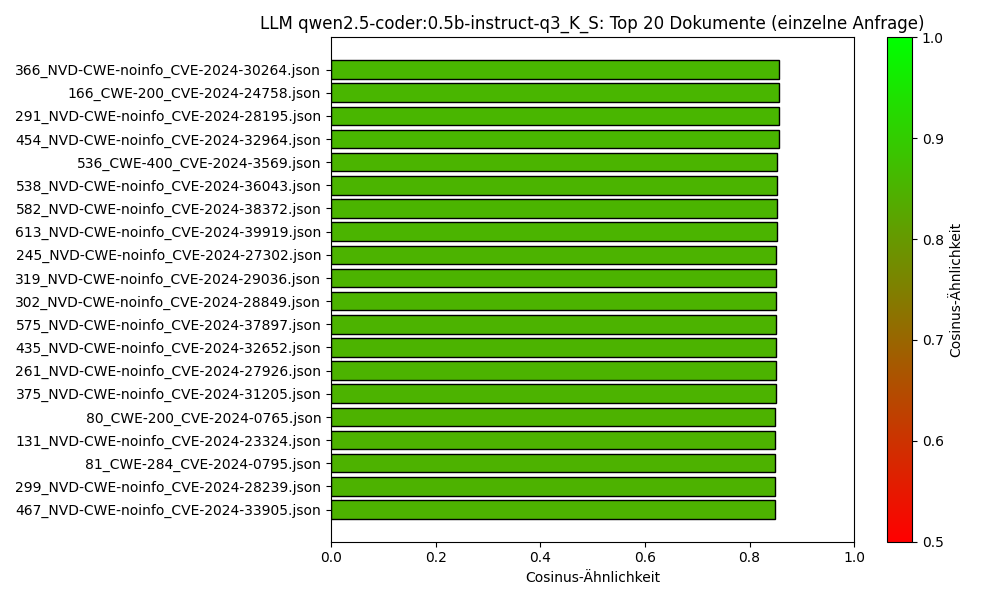 LLM qwen2.5-coder:0.5b-instruct-q3_K_S: Top 20 Dokumente (einzelne Anfrage)
366_NVD-CWE-noinfo_CVE-2024-30264.json
166_CWE-200_CVE-2024-24758.json
291_NVD-CWE-noinfo_CVE-2024-28195.json
454_NVD-CWE-noinfo_CVE-2024-32964.json
536_CWE-400_CVE-2024-3569.json
538_NVD-CWE-noinfo_CVE-2024-36043.json
582_NVD-CWE-noinfo_CVE-2024-38372.json
613_NVD-CWE-noinfo_CVE-2024-39919.json
245_NVD-CWE-noinfo_CVE-2024-27302.json
319_NVD-CWE-noinfo_CVE-2024-29036.json
302_NVD-CWE-noinfo_CVE-2024-28849.json
575_NVD-CWE-noinfo_CVE-2024-37897.json
435_NVD-CWE-noinfo_CVE-2024-32652.json
261_NVD-CWE-noinfo_CVE-2024-27926.json
375_NVD-CWE-noinfo_CVE-2024-31205.json
80_CWE-200_CVE-2024-0765.json
131_NVD-CWE-noinfo_CVE-2024-23324.json
81_CWE-284_CVE-2024-0795.json
299_NVD-CWE-noinfo_CVE-2024-28239.json
467_NVD-CWE-noinfo_CVE-2024-33905.json
0.0 0.2 0.4 0.6 0.8 1.0
Cosinus-Ähnlichkeit
1.0
0.9
0.8
0.7
0.6
0.5
Cosinus-Ähnlichkeit